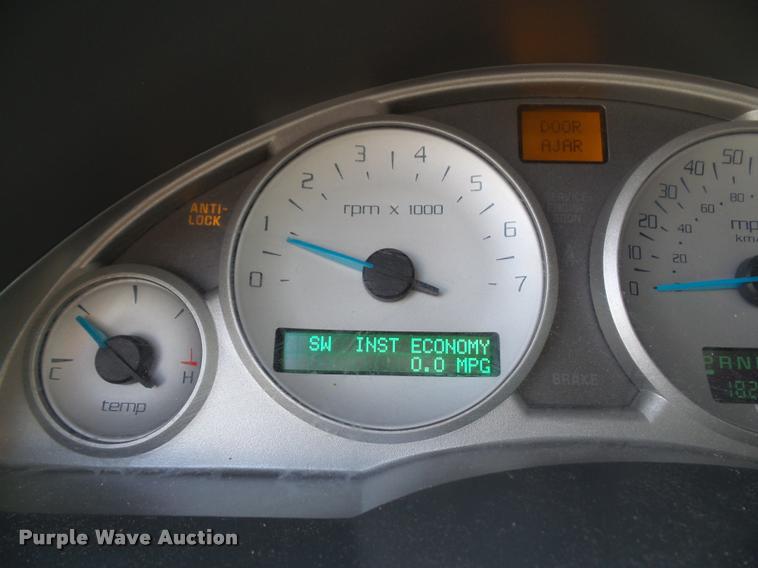 DOOR
AJAR
ANTI-
LOCK
0 1 2 3 4 5 6 7
rpm x 1000
SW INST ECONOMY
0.0 MPG
C H
temp
0 10 20 30 40 50
20 40 60 80
BRAKE
SERVICE
Purple Wave Auction